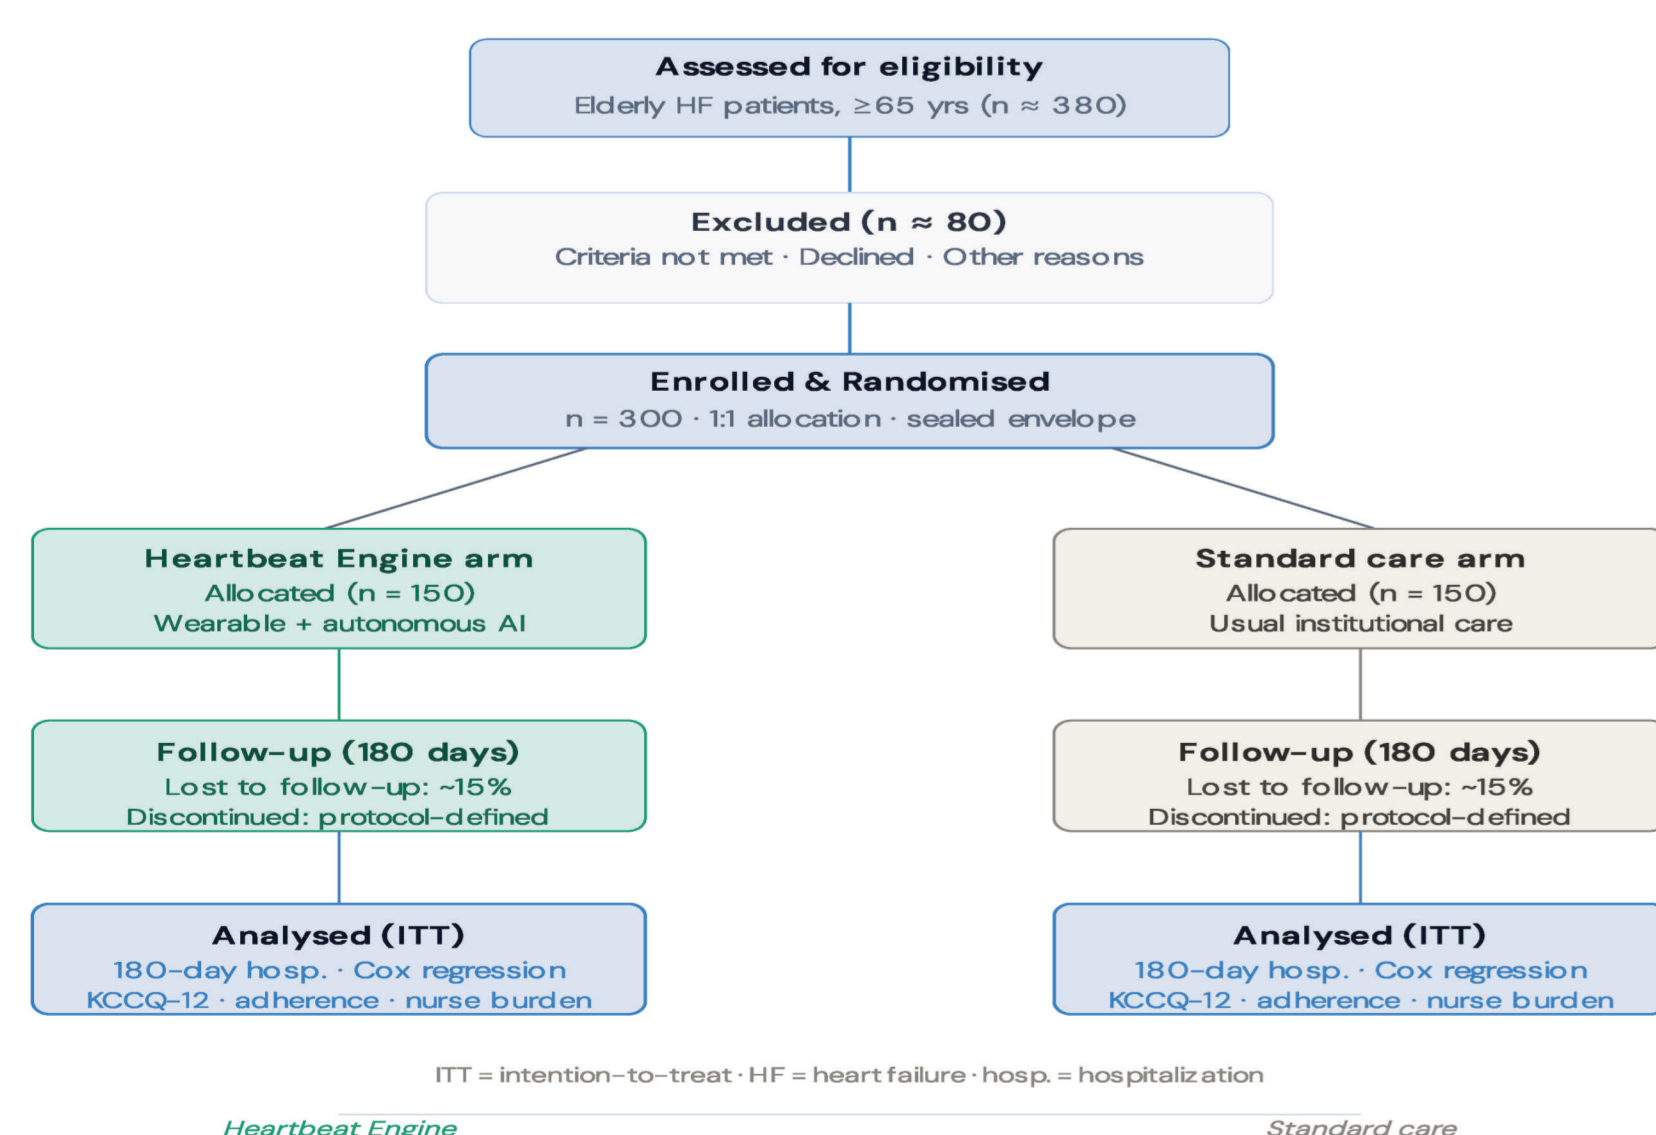 Assessed for eligibility
Elderly HF patients, ≥65 yrs (n ≈ 380)
Excluded (n ≈ 80)
Criteria not met · Declined · Other reasons
Enrolled & Randomised
n = 300 · 1:1 allocation · sealed envelope
Heartbeat Engine arm
Allocated (n = 150)
Wearable + autonomous AI
Standard care arm
Allocated (n = 150)
Usual institutional care
Follow-up (180 days)
Lost to follow-up: ~15%
Discontinued: protocol-defined
Follow-up (180 days)
Lost to follow-up: ~15%
Discontinued: protocol-defined
Analysed (ITT)
180-day hosp. · Cox regression
KCCQ-12 · adherence · nurse burden
Analysed (ITT)
180-day hosp. · Cox regression
KCCQ-12 · adherence · nurse burden
ITT = intention-to-treat · HF = heart failure · hosp. = hospitalization
Heartbeat Engine
Standard care